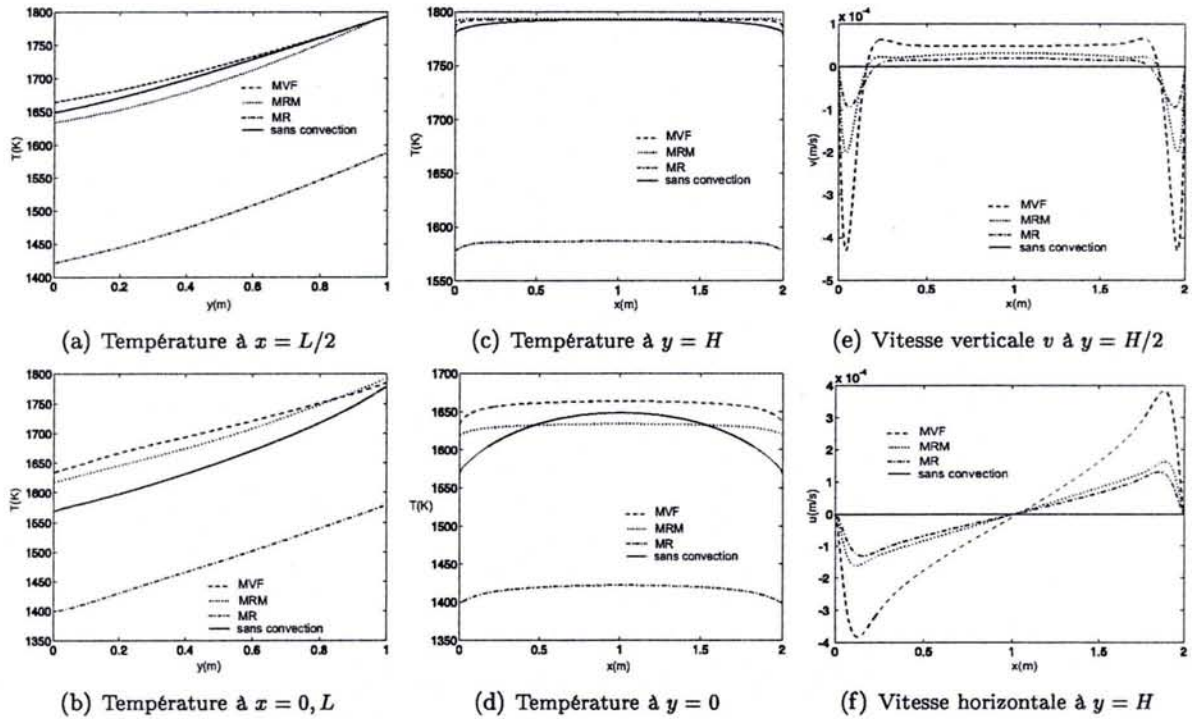 1800
1750
1700
1650
1600
1550
1500
1450
1400
T(K)
MVF
MRM
MR
sans convection
0
0.2
0.4
0.6
0.8
1
y(m)
(a) Température à x = L/2
1800
1750
1700
1650
1600
1550
T(K)
MVF
MRM
MR
sans convection
0
0.5
1
1.5
2
x(m)
(c) Température à y = H
x 10⁻⁴
1
0
-1
-2
-3
-4
-5
v(m/s)
MVF
MRM
MR
sans convection
0
0.5
1
1.5
2
x(m)
(e) Vitesse verticale v à y = H/2
1800
1750
1700
1650
1600
1550
1500
1450
1400
1350
T(K)
MVF
MRM
MR
sans convection
0
0.2
0.4
0.6
0.8
1
y(m)
(b) Température à x = 0, L
1800
1750
1700
1650
1600
1550
1500
1450
1400
1350
T(K)
MVF
MRM
MR
sans convection
0
0.5
1
1.5
2
x(m)
(d) Température à y = 0
x 10⁻⁴
4
3
2
1
0
-1
-2
-3
-4
u(m/s)
MVF
MRM
MR
sans convection
0
0.5
1
1.5
2
x(m)
(f) Vitesse horizontale à y = H